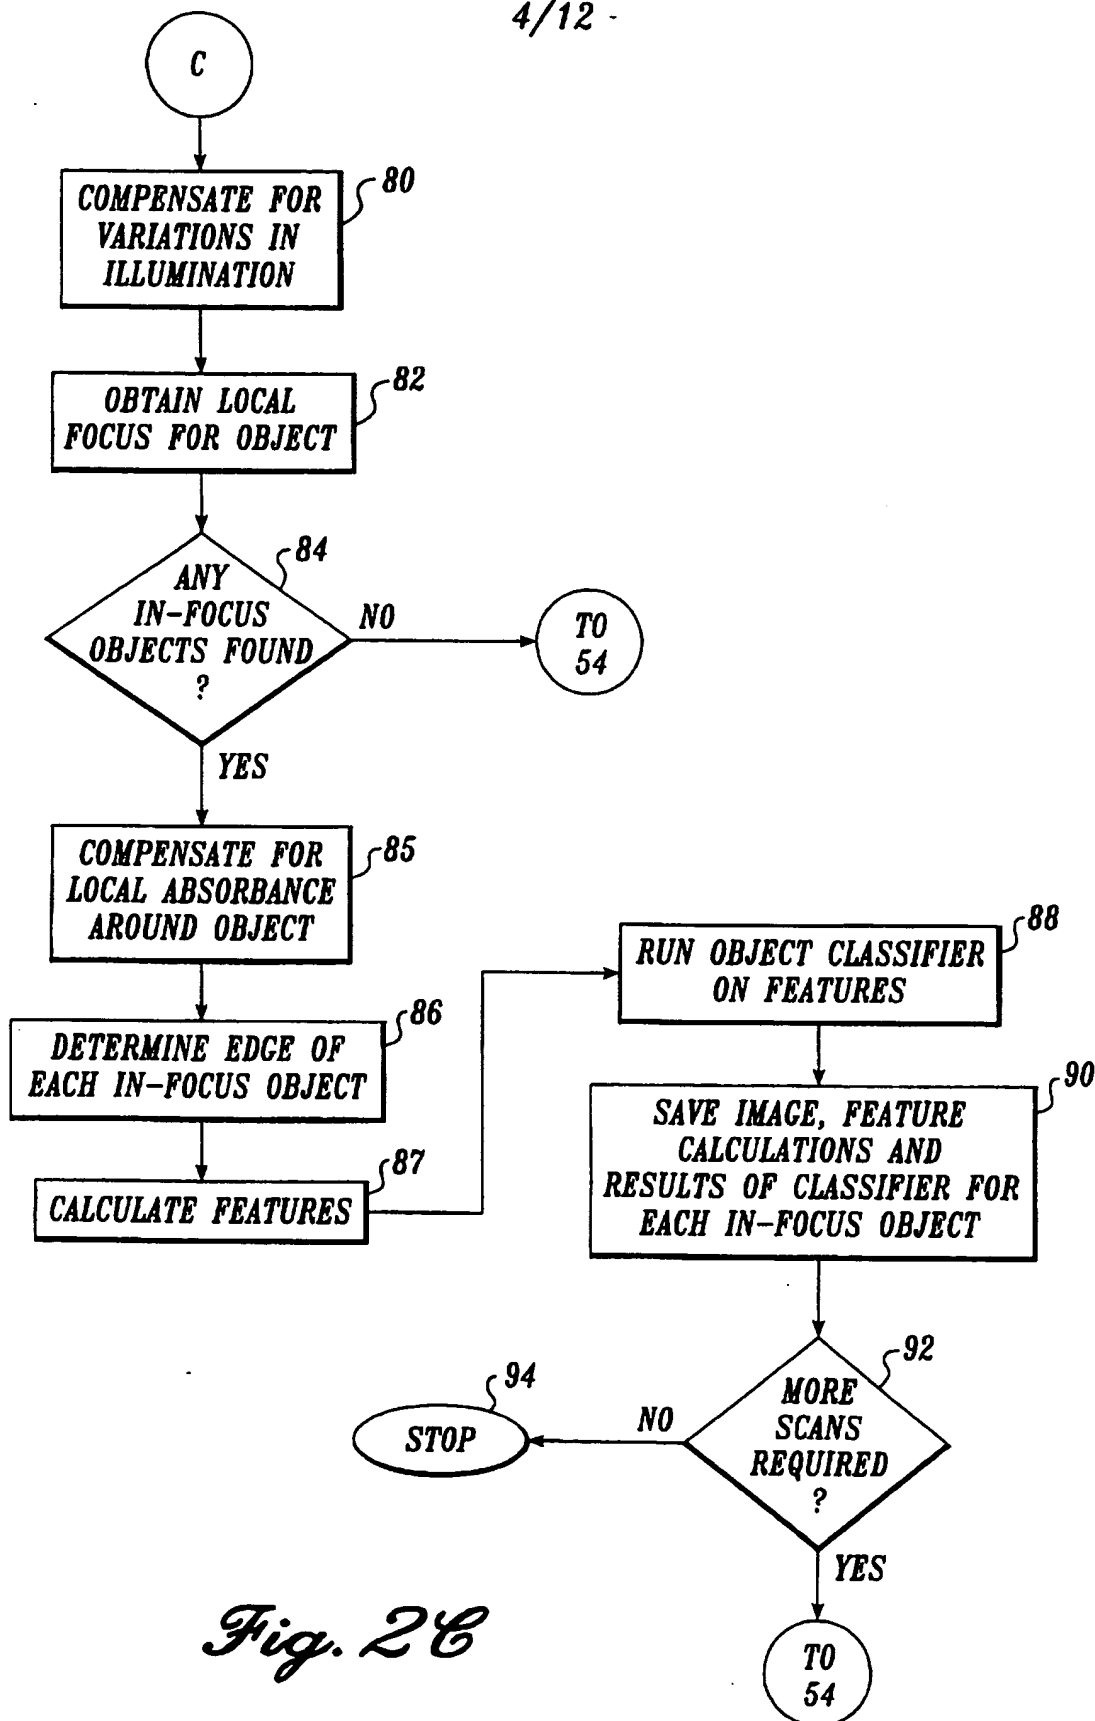 4/12
C
80
COMPENSATE FOR
VARIATIONS IN
ILLUMINATION
82
OBTAIN LOCAL
FOCUS FOR OBJECT
84
ANY
IN-FOCUS
OBJECTS FOUND
?
NO
TO
54
YES
85
COMPENSATE FOR
LOCAL ABSORBANCE
AROUND OBJECT
86
DETERMINE EDGE OF
EACH IN-FOCUS OBJECT
87
CALCULATE FEATURES
88
RUN OBJECT CLASSIFIER
ON FEATURES
90
SAVE IMAGE, FEATURE
CALCULATIONS AND
RESULTS OF CLASSIFIER FOR
EACH IN-FOCUS OBJECT
92
MORE
SCANS
REQUIRED
?
NO
94
STOP
YES
TO
54
Fig. 2C